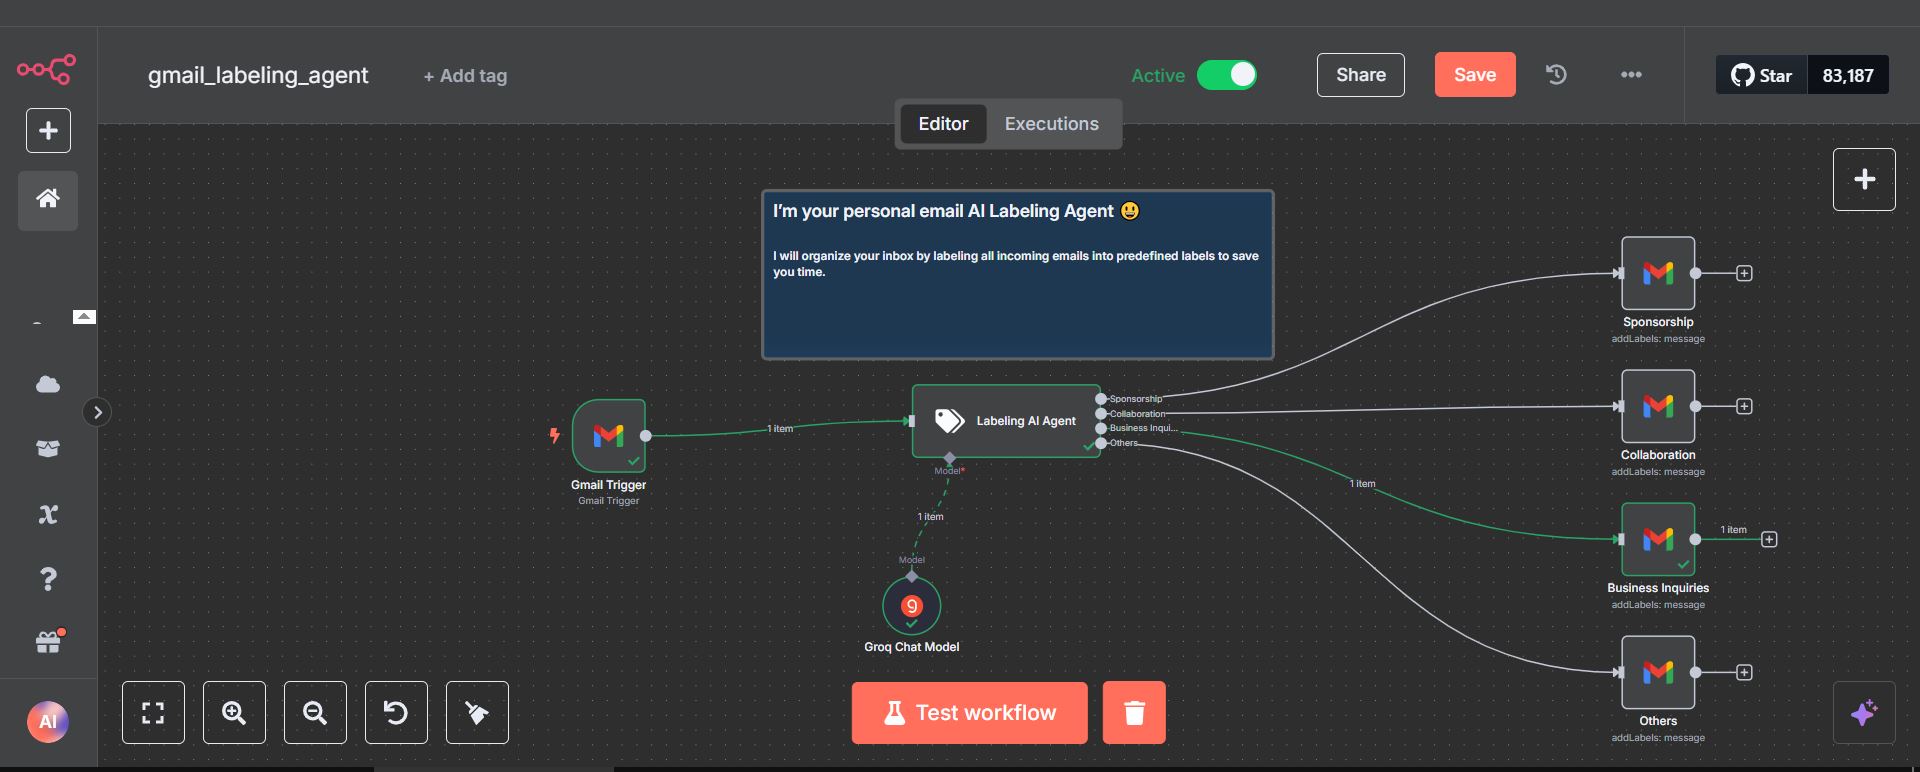 gmail_labeling_agent
+ Add tag
Active
Share
Save
Star
83,187
Editor
Executions
I'm your personal email AI Labeling Agent 😃
I will organize your inbox by labeling all incoming emails into predefined labels to save
you time.
Sponsorship
addLabels: message
Labeling AI Agent
Sponsorship
Collaboration
Business Inqui...
Others
1 item
Gmail Trigger
Gmail Trigger
Model*
1 item
Model
Groq Chat Model
Collaboration
addLabels: message
1 item
1 item
Business Inquiries
addLabels: message
Others
addLabels: message
AI
Test workflow